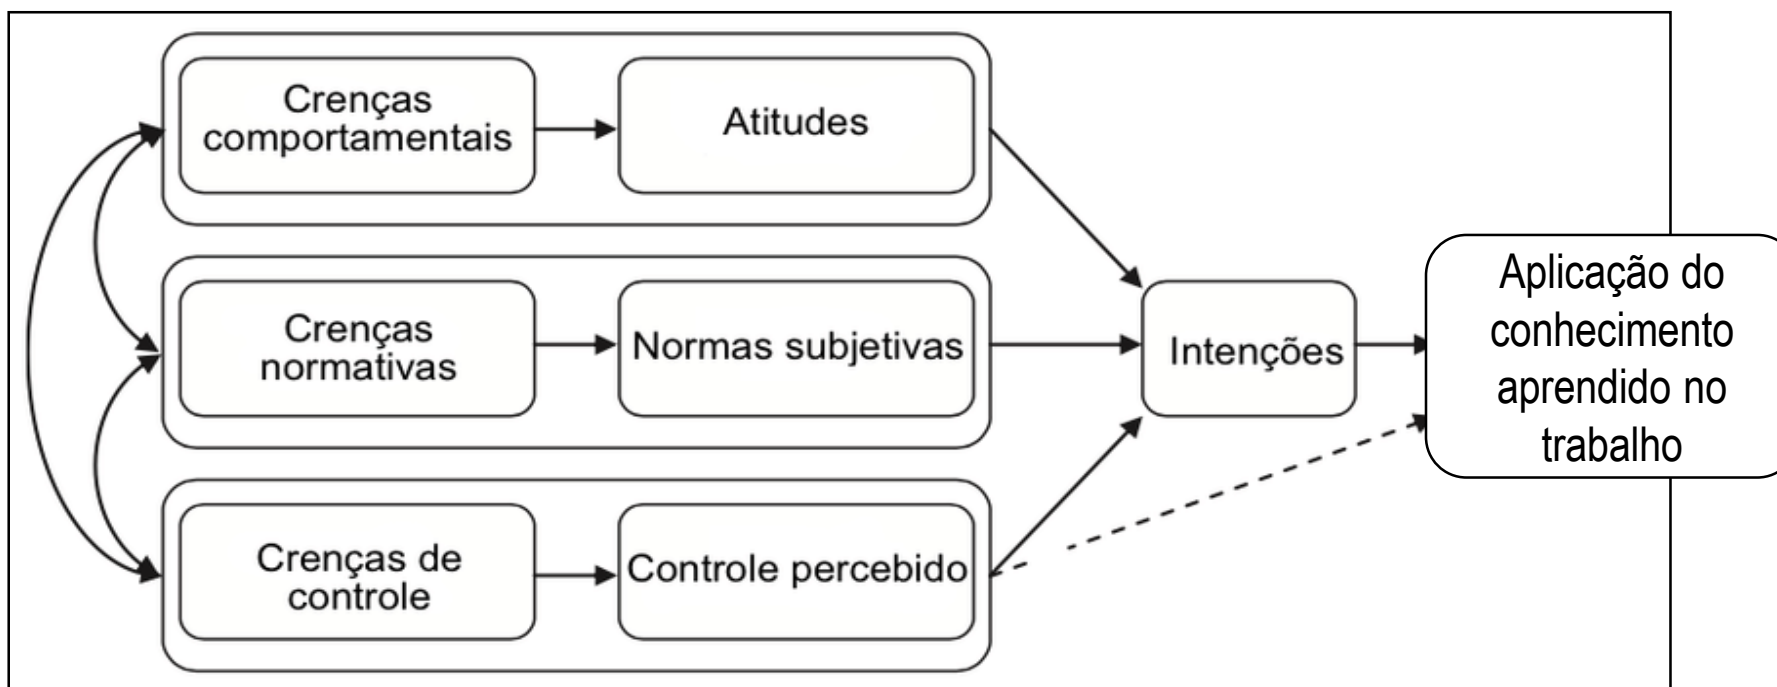 Crenças
comportamentais
Atitudes
Crenças
normativas
Normas subjetivas
Crenças de
controle
Controle percebido
Intenções
Aplicação do
conhecimento
aprendido no
trabalho